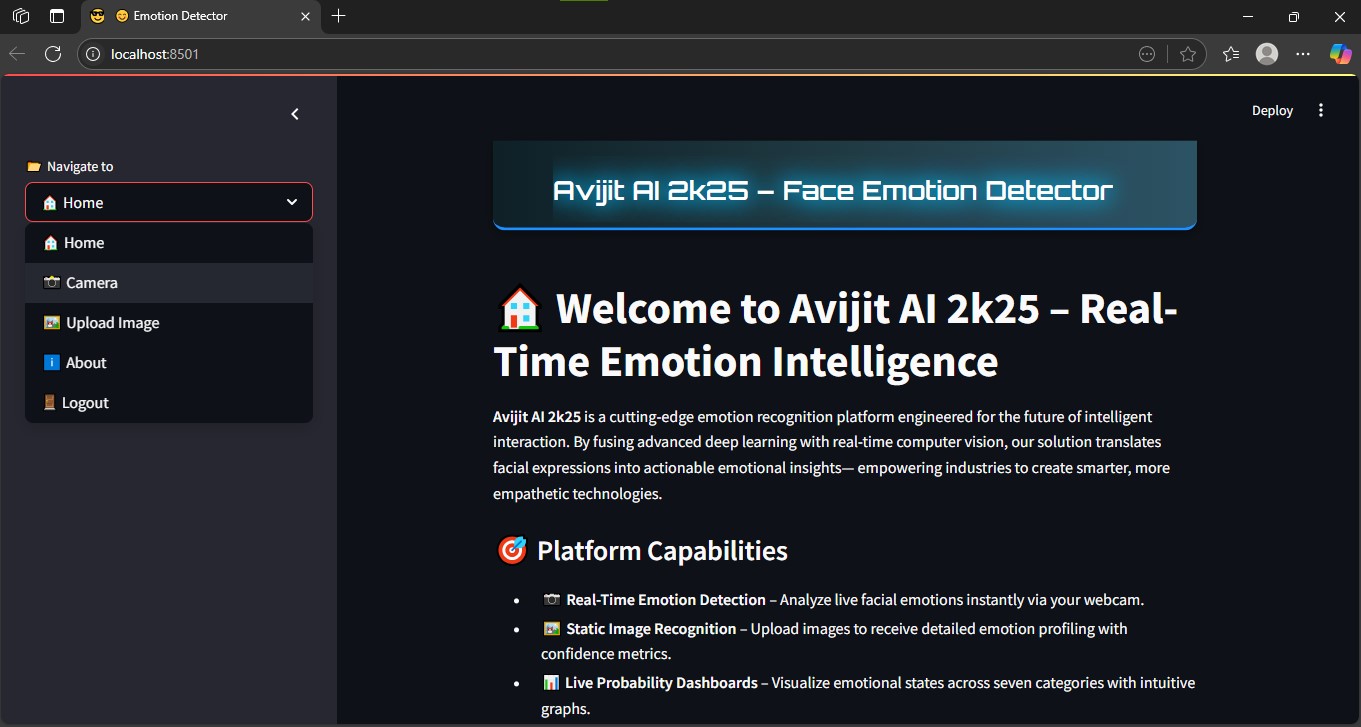 😊 Emotion Detector
localhost:8501
Deploy
📂 Navigate to
🏠 Home
🏠 Home
📷 Camera
🖼️ Upload Image
ℹ️ About
🚪 Logout
Avijit AI 2k25 – Face Emotion Detector
🏠 Welcome to Avijit AI 2k25 – Real-
Time Emotion Intelligence
Avijit AI 2k25 is a cutting-edge emotion recognition platform engineered for the future of intelligent
interaction. By fusing advanced deep learning with real-time computer vision, our solution translates
facial expressions into actionable emotional insights— empowering industries to create smarter, more
empathetic technologies.
🎯 Platform Capabilities
• 📷 Real-Time Emotion Detection – Analyze live facial emotions instantly via your webcam.
• 🖼️ Static Image Recognition – Upload images to receive detailed emotion profiling with
confidence metrics.
• 📊 Live Probability Dashboards – Visualize emotional states across seven categories with intuitive
graphs.